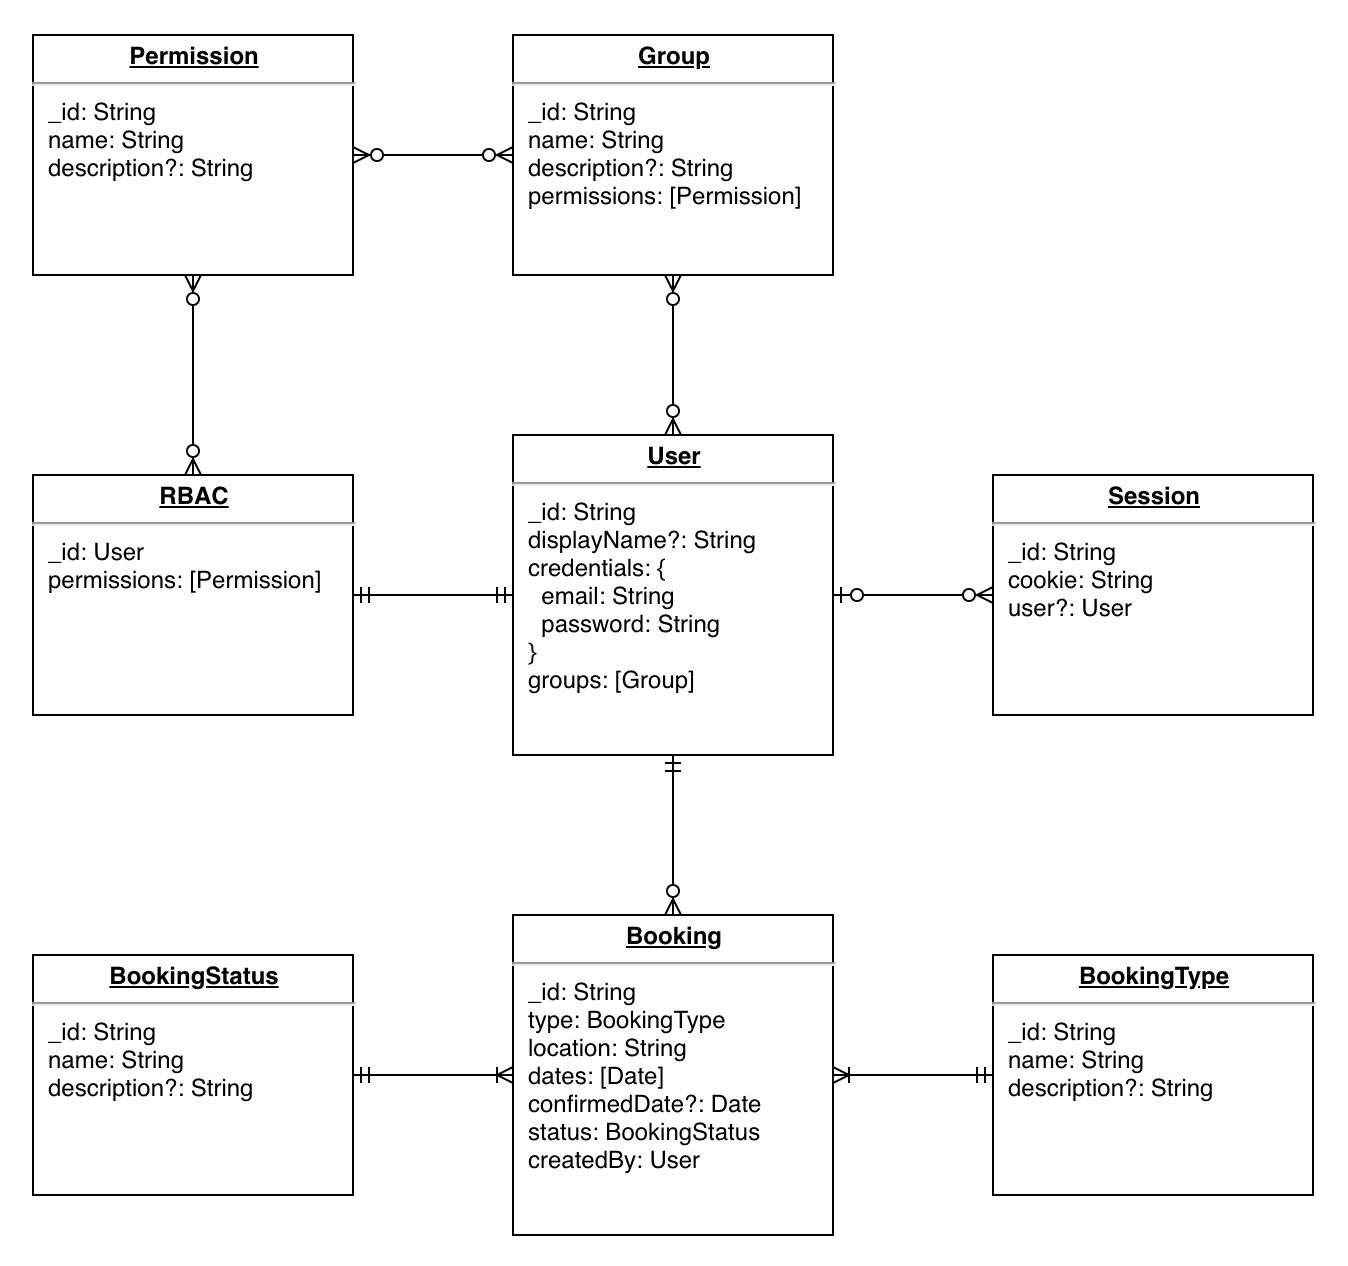 Permission
_id: String
name: String
description?: String
Group
_id: String
name: String
description?: String
permissions: [Permission]
RBAC
_id: User
permissions: [Permission]
User
_id: String
displayName?: String
credentials: {
  email: String
  password: String
}
groups: [Group]
Session
_id: String
cookie: String
user?: User
BookingStatus
_id: String
name: String
description?: String
Booking
_id: String
type: BookingType
location: String
dates: [Date]
confirmedDate?: Date
status: BookingStatus
createdBy: User
BookingType
_id: String
name: String
description?: String